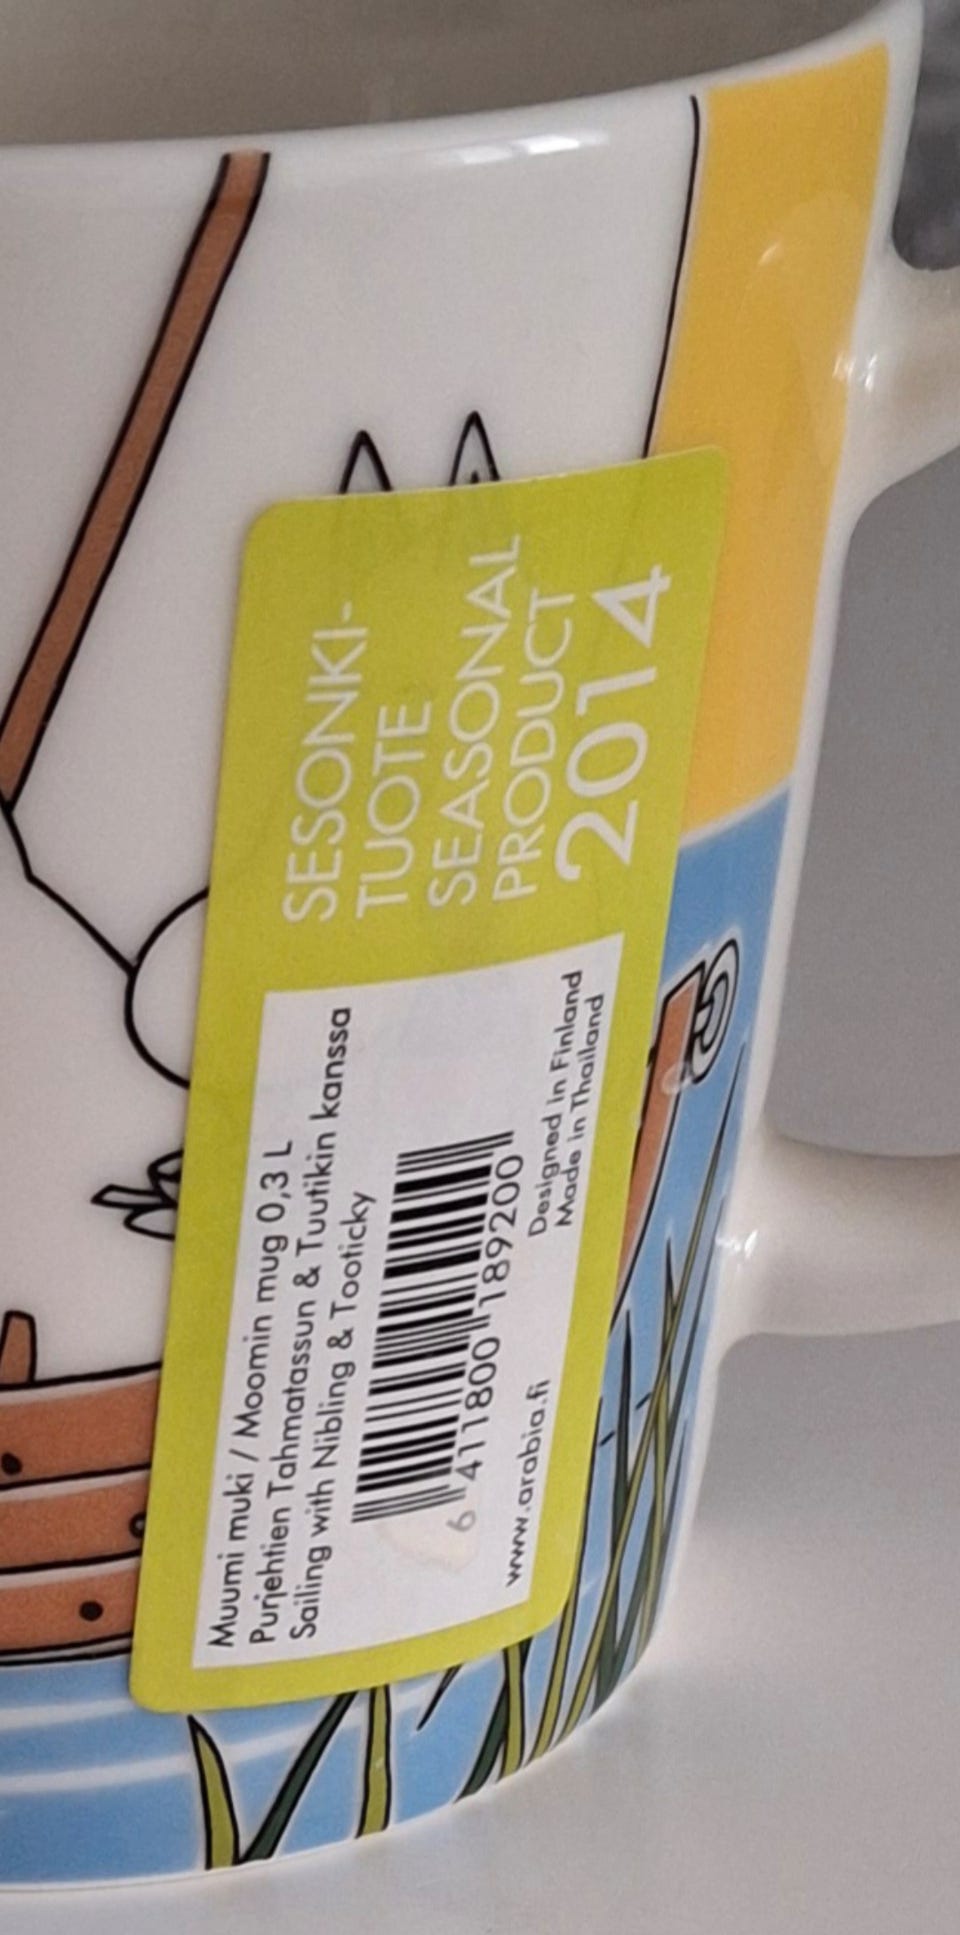 SESONKI-
TUOTE
SEASONAL
PRODUCT
2014
Muumi muki / Moomin mug 0,3 L
Purjehtien Tahmatassun & Tuutikin kanssa
Sailing with Nibling & Tooticky
6 411800 189200
www.arabia.fi
Designed in Finland
Made in Thailand